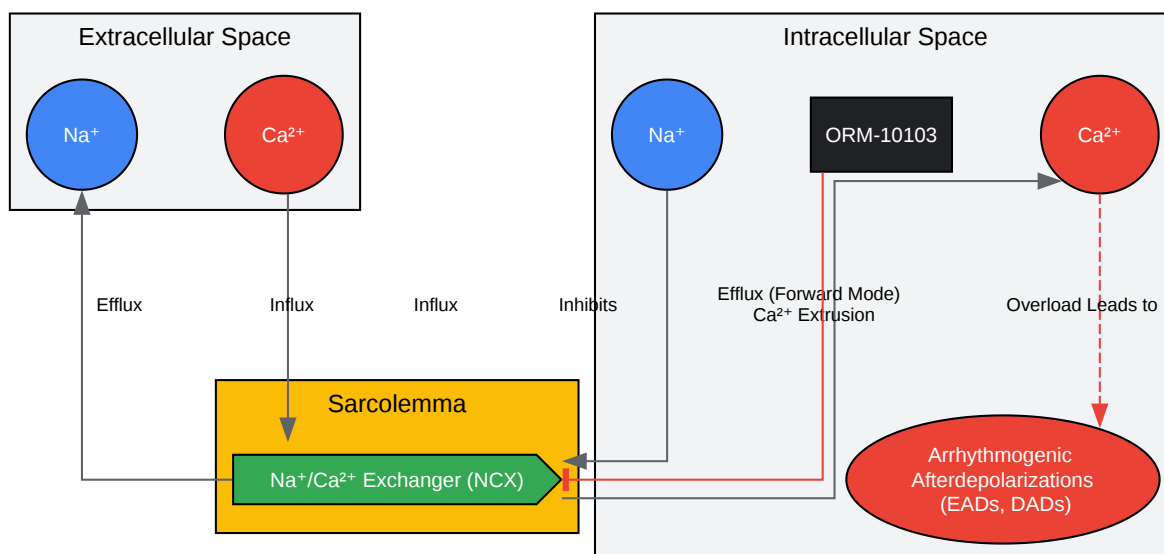 Extracellular Space
Intracellular Space
Na⁺
Ca²⁺
Na⁺
ORM-10103
Ca²⁺
Efflux
Influx
Influx
Inhibits
Efflux (Forward Mode)
Ca²⁺ Extrusion
Overload Leads to
Sarcolemma
Na⁺/Ca²⁺ Exchanger (NCX)
Arrhythmogenic
Afterdepolarizations
(EADs, DADs)